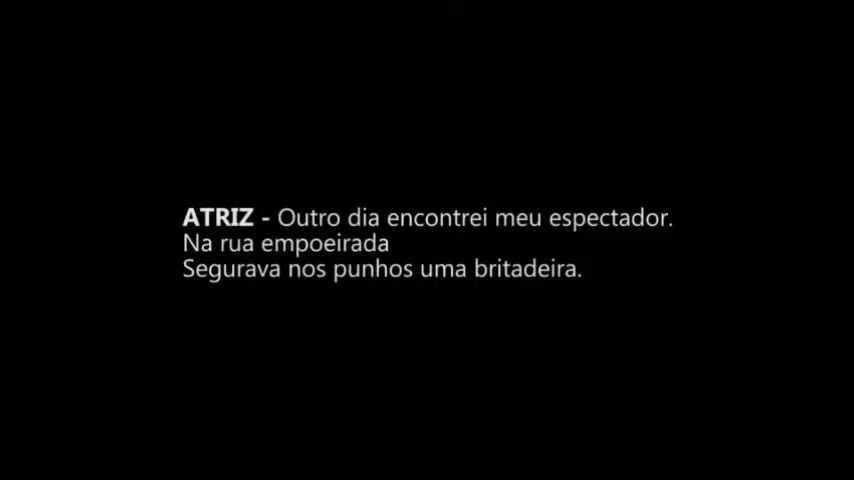 ATRIZ - Outro dia encontrei meu espectador.
Na rua empoeirada
Segurava nos punhos uma britadeira.